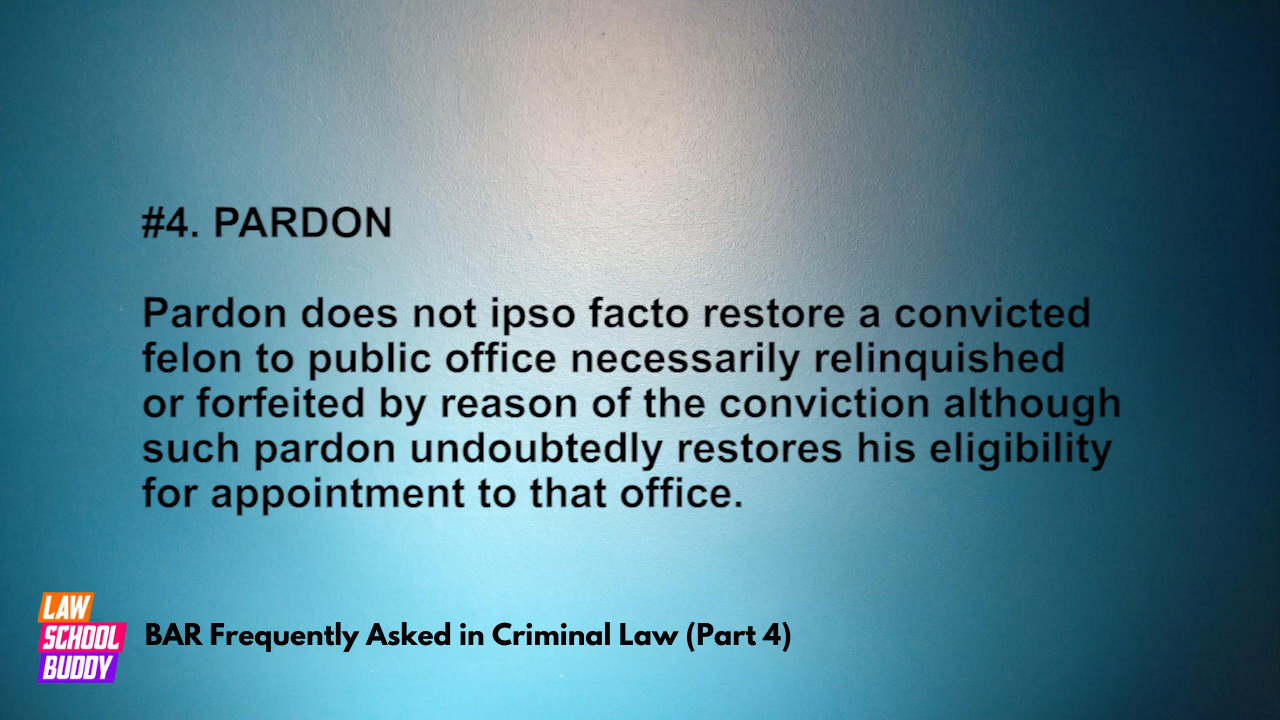 #4. PARDON
Pardon does not ipso facto restore a convicted
felon to public office necessarily relinquished
or forfeited by reason of the conviction although
such pardon undoubtedly restores his eligibility
for appointment to that office.
LAW
SCHOOL
BUDDY
BAR Frequently Asked in Criminal Law (Part 4)